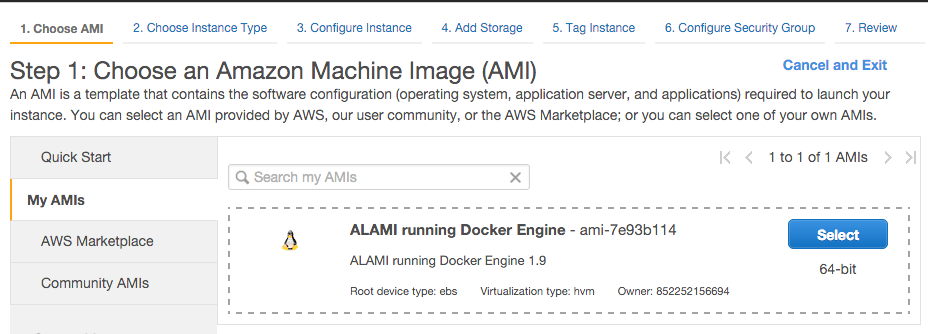 1. Choose AMI 2. Choose Instance Type 3. Configure Instance 4. Add Storage 5. Tag Instance 6. Configure Security Group 7. Review
Step 1: Choose an Amazon Machine Image (AMI)
Cancel and Exit
An AMI is a template that contains the software configuration (operating system, application server, and applications) required to launch your
instance. You can select an AMI provided by AWS, our user community, or the AWS Marketplace; or you can select one of your own AMIs.
Quick Start
My AMIs
AWS Marketplace
Community AMIs
1 to 1 of 1 AMIs
Search my AMIs
ALAMI running Docker Engine - ami-7e93b114
Select
ALAMI running Docker Engine 1.9
64-bit
Root device type: ebs Virtualization type: hvm Owner: 852252156694